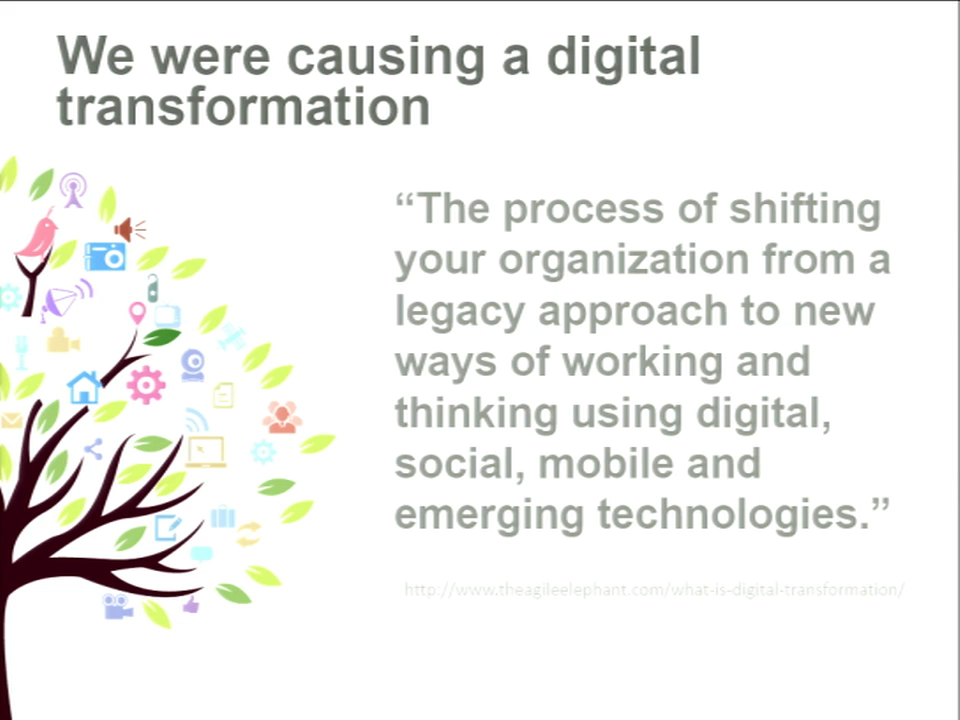 We were causing a digital
transformation
“The process of shifting
your organization from a
legacy approach to new
ways of working and
thinking using digital,
social, mobile and
emerging technologies.”
http://www.theagileelephant.com/what-is-digital-transformation/